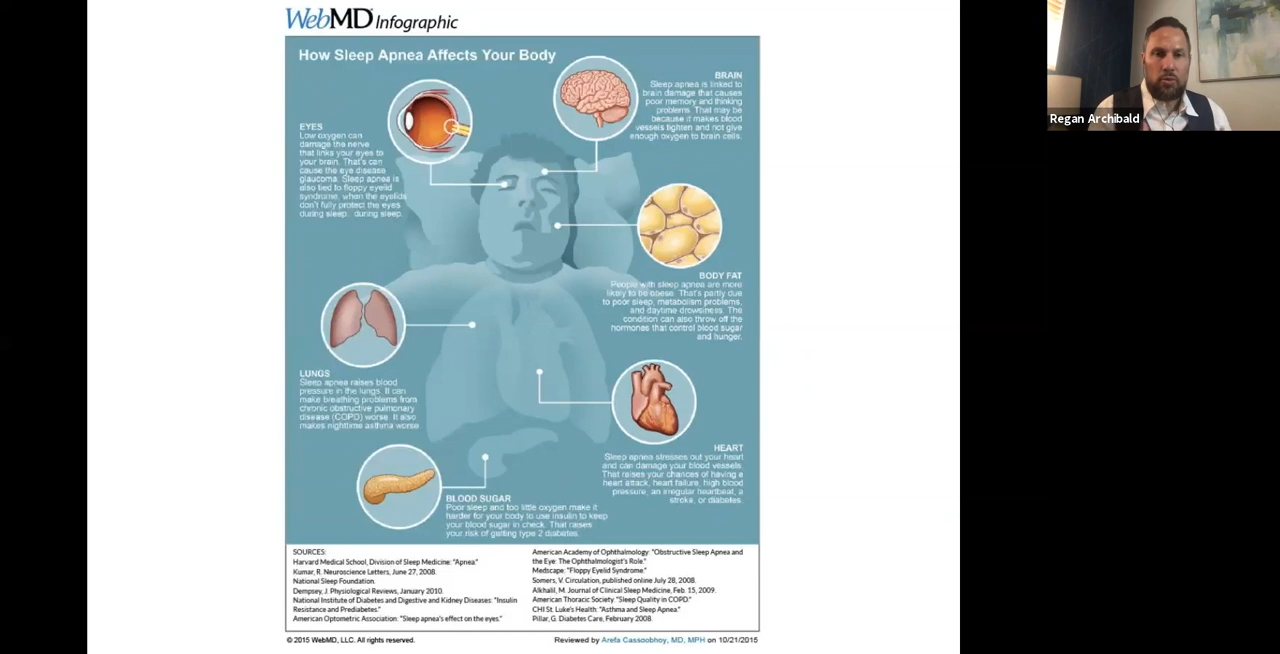 WebMD Infographic
How Sleep Apnea Affects Your Body
BRAIN
Sleep apnea is linked to
brain damage that causes
poor memory and thinking
problems. That may be
because it makes blood
vessels tighten and not give
enough oxygen to brain cells.
EYES
Low oxygen can
damage the nerve
that links your eyes to
your brain. That's can
cause the eye disease
glaucoma. Sleep apnea is
also tied to floppy eyelid
syndrome, when the eyelids
don't fully protect the eyes
during sleep. during sleep.
BODY FAT
People with sleep apnea are more
likely to be obese. That's partly due
to poor sleep, metabolism problems,
and daytime drowsiness. The
condition can also throw off the
hormones that control blood sugar
and hunger.
LUNGS
Sleep apnea raises blood
pressure in the lungs. It can
make breathing problems from
chronic obstructive pulmonary
disease (COPD) worse. It also
makes nighttime asthma worse
HEART
Sleep apnea stresses out your heart
and can damage your blood vessels.
That raises your chances of having a
heart attack, heart failure, high blood
pressure, an irregular heartbeat, a
stroke, or diabetes.
BLOOD SUGAR
Poor sleep and too little oxygen make it
harder for your body to use insulin to keep
your blood sugar in check. That raises
your risk of getting type 2 diabetes.
SOURCES:
Harvard Medical School, Division of Sleep Medicine: "Apnea."
Kumar, R. Neuroscience Letters, June 27, 2008.
National Sleep Foundation.
Dempsey, J. Physiological Reviews, January 2010.
National Institute of Diabetes and Digestive and Kidney Diseases: "Insulin
Resistance and Prediabetes."
American Optometric Association: "Sleep apnea's effect on the eyes."
American Academy of Ophthalmology: "Obstructive Sleep Apnea and
the Eye: The Ophthalmologist's Role."
Medscape: "Floppy Eyelid Syndrome."
Somers, V. Circulation, published online July 28, 2008.
Alkhalil, M. Journal of Clinical Sleep Medicine, Feb. 15, 2009.
American Thoracic Society: "Sleep Quality in COPD."
CHI St. Luke's Health: "Asthma and Sleep Apnea."
Pillar, G. Diabetes Care, February 2008.
© 2015 WebMD, LLC. All rights reserved.
Reviewed by Arefa Cassoobhoy, MD, MPH on 10/21/2015
Regan Archibald